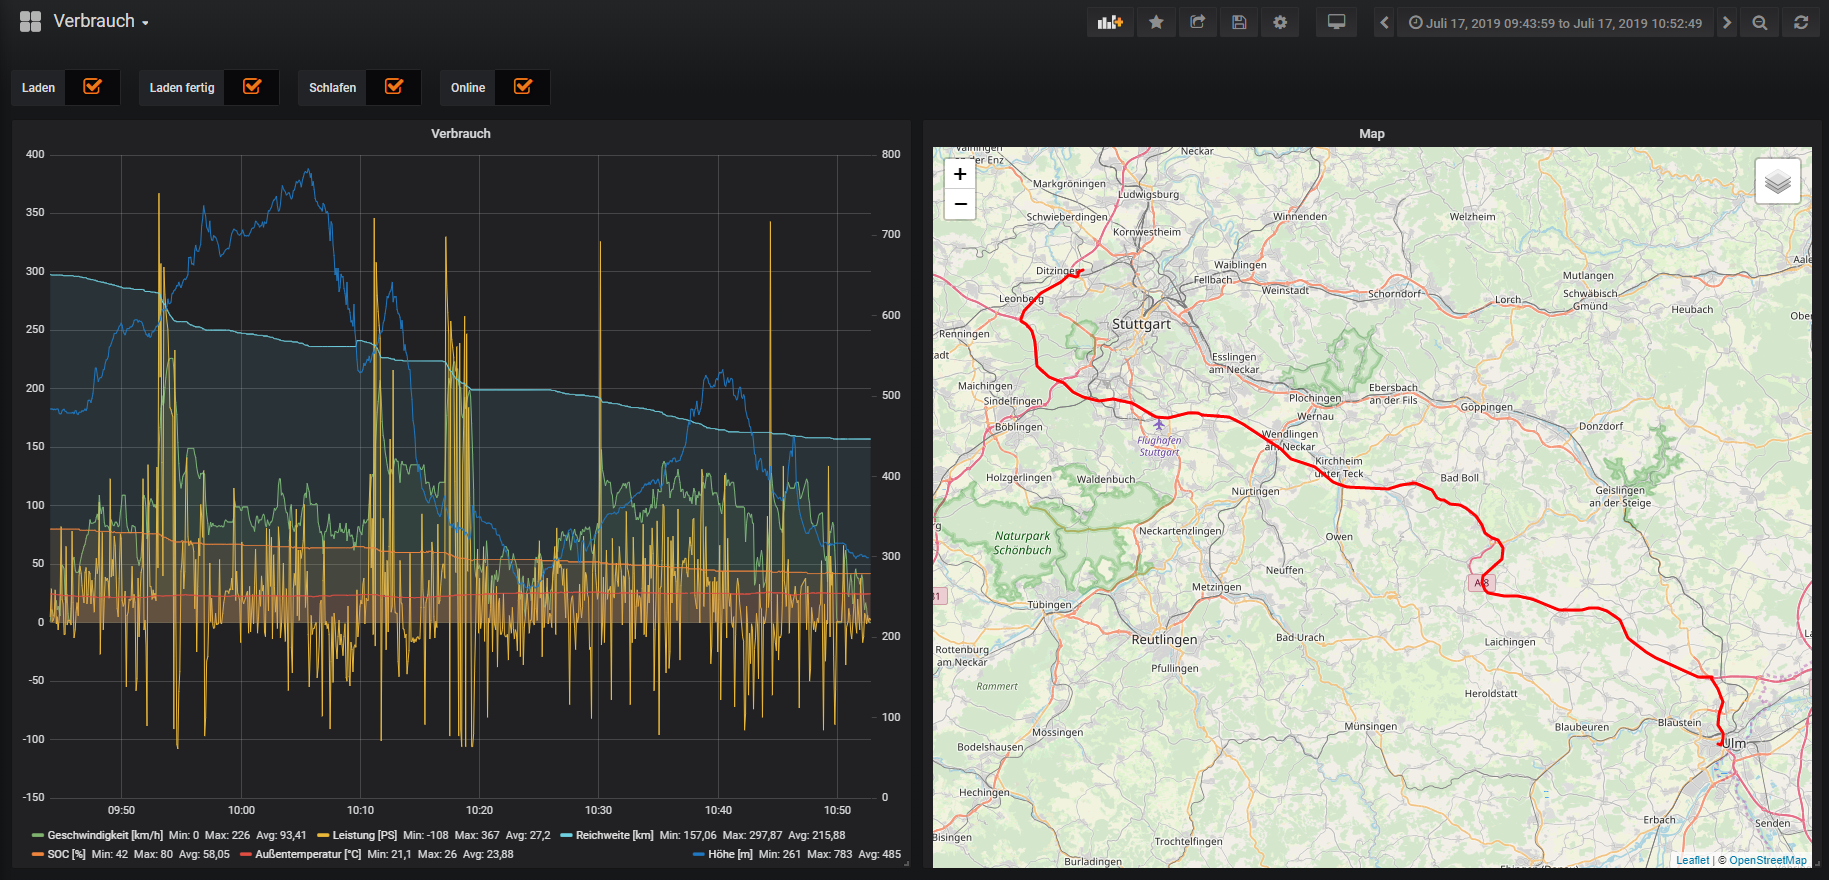 Verbrauch
Juli 17, 2019 09:43:59 to Juli 17, 2019 10:52:49
Laden
Laden fertig
Schlafen
Online
Verbrauch
400
350
300
250
200
150
100
50
0
-50
-100
-150
800
700
600
500
400
300
200
100
0
09:50
10:00
10:10
10:20
10:30
10:40
10:50
Geschwindigkeit [km/h] Min: 0 Max: 226 Avg: 93,41
Leistung [PS] Min: -108 Max: 367 Avg: 27,2
Reichweite [km] Min: 157,06 Max: 297,87 Avg: 215,88
SOC [%] Min: 42 Max: 80 Avg: 58,05
Außentemperatur [°C] Min: 21,1 Max: 26 Avg: 23,88
Höhe [m] Min: 261 Max: 783 Avg: 485
Map
+
−
an der Enz
Neckar
Markgröningen
Ludwigsburg
Schwieberdingen
Winnenden
Welzheim
Kornwestheim
Ditzingen
Waiblingen
Fellbach
Weinstadt
Mutlangen
Aale
Leonberg
Schorndorf
Lorch
Schwäbisch
Gmünd
Heubach
Ober
Stuttgart
Renningen
adt
Esslingen
am Neckar
Maichingen
Sindelfingen
Ebersbach
an der Fils
Plochingen
Wernau
Göppingen
Böblingen
Flughafen
Stuttgart
Wendlingen
am Neckar
Donzdorf
Kirchheim
unter Teck
Holzgerlingen
Waldenbuch
Bad Boll
Nürtingen
Geislingen
an der Steige
Neckartenzlingen
Owen
Naturpark
Schönbuch
Neuffen
Metzingen
A 8
Tübingen
Reutlingen
Bad Urach
Laichingen
Rottenburg
am Neckar
Pfullingen
Rammert
Heroldstatt
Mössingen
Münsingen
Blaubeuren
Blaustein
Ulm
Bodelshausen
Hechingen
Bisingen
Trochtelfingen
Erbach
Senden
Burladingen
Leaflet | © OpenStreetMap